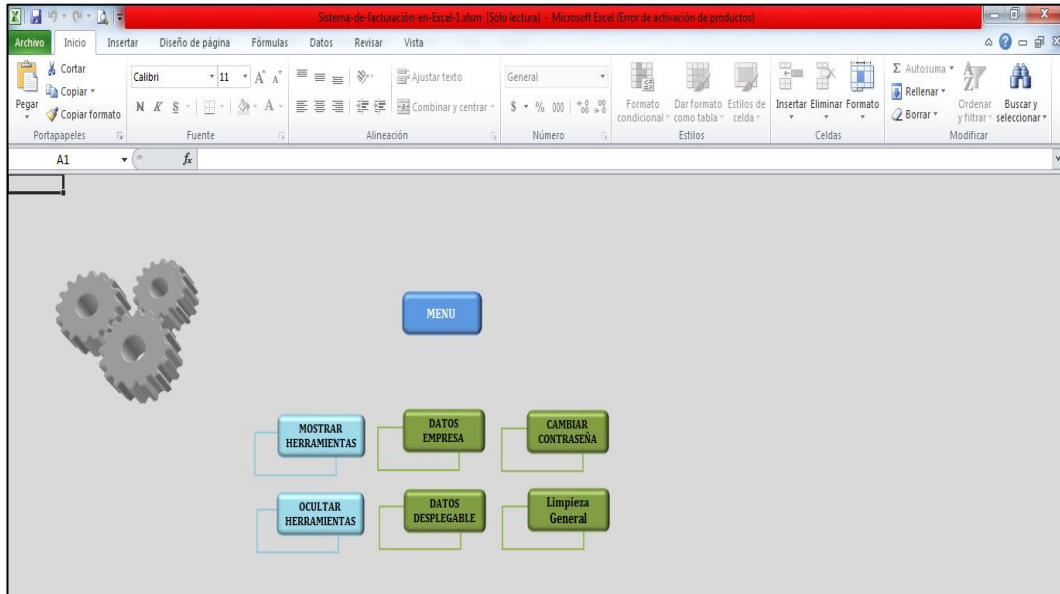 Sistema-de-facturación-en-Excel-1.xlsm [Sólo lectura] - Microsoft Excel (Error de activación de productos)
Archivo Inicio Insertar Diseño de página Fórmulas Datos Revisar Vista
Cortar
Copiar
Copiar formato
Pegar
Portapapeles
Calibri 11 A A
N K S A
Fuente
Ajustar texto
Combinar y centrar
Alineación
General
$ % 000
Número
Formato condicional
Dar formato como tabla
Estilos de celda
Estilos
Insertar Eliminar Formato
Celdas
Σ Autosuma
Rellenar
Borrar
Ordenar y filtrar
Buscar y seleccionar
Modificar
A1 fx
MENU
MOSTRAR
HERRAMIENTAS
DATOS
EMPRESA
CAMBIAR
CONTRASEÑA
OCULTAR
HERRAMIENTAS
DATOS
DESPLEGABLE
Limpieza
General